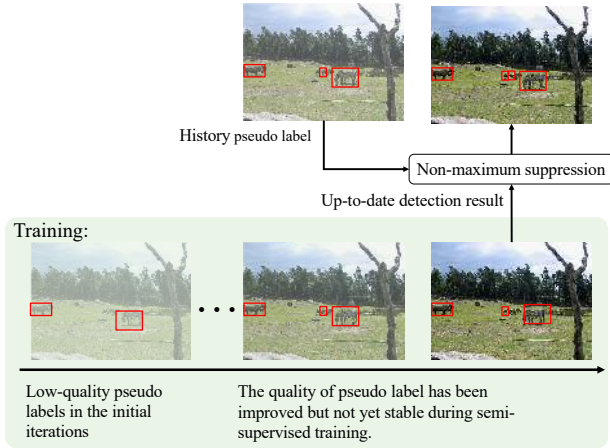 History pseudo label
Non-maximum suppression
Up-to-date detection result
Training:
Low-quality pseudo
labels in the initial
iterations
The quality of pseudo label has been
improved but not yet stable during semi-
supervised training.